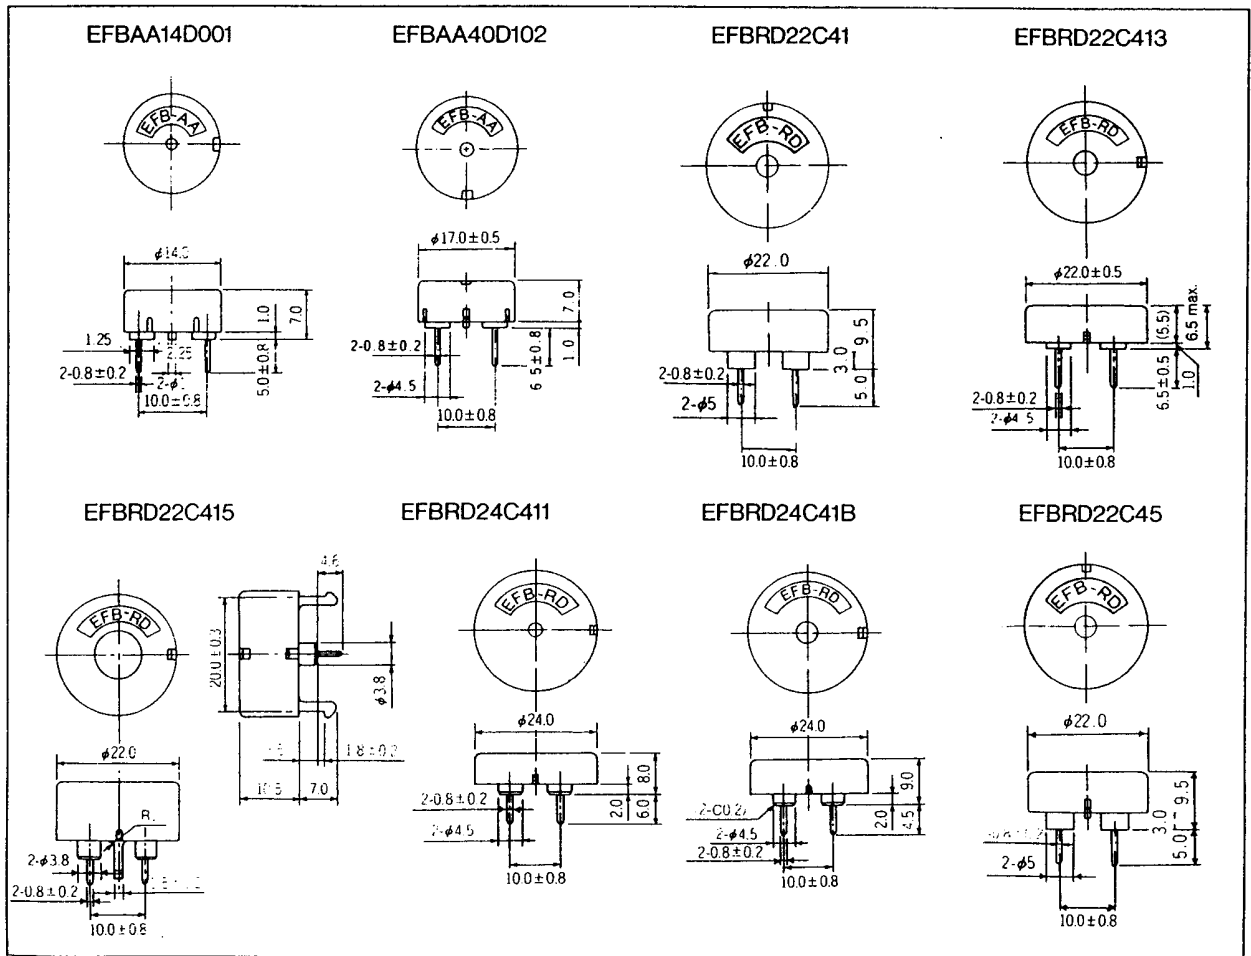 EFBAA14D001
EFB-AA
1.25
2.25
2-0.8±0.2
10.0±0.8
5.0±0.8
1.0
7.0
EFBAA40D102
EFB-AA
φ17.0±0.5
2-0.8±0.2
2-φ4.5
10.0±0.8
6.5±0.8
7.0
1.0
EFBRD22C41
EFB-RD
φ22.0
2-0.8±0.2
2-φ5
10.0±0.8
9.5
3.0
5.0
EFBRD22C413
EFB-RD
φ22.0±0.5
(5.5)
6.5 max.
2-0.8±0.2
2-φ4.5
10.0±0.8
6.5±0.5
1.0
EFBRD22C415
EFB-RD
4.6
20.0±0.3
φ3.8
1.8±0.2
10.5
7.0
φ22.0
R.
2-φ3.8
2-0.8±0.2
10.0±0.8
EFBRD24C411
EFB-RD
φ24.0
2-0.8±0.2
2-φ4.5
10.0±0.8
8.0
2.0
6.0
EFBRD24C41B
EFB-RD
φ24.0
2-φ4.5
2-0.8±0.2
10.0±0.8
9.0
2.0
4.5
EFBRD22C45
EFB-RD
φ22.0
2-φ5
10.0±0.8
9.5
3.0
5.0